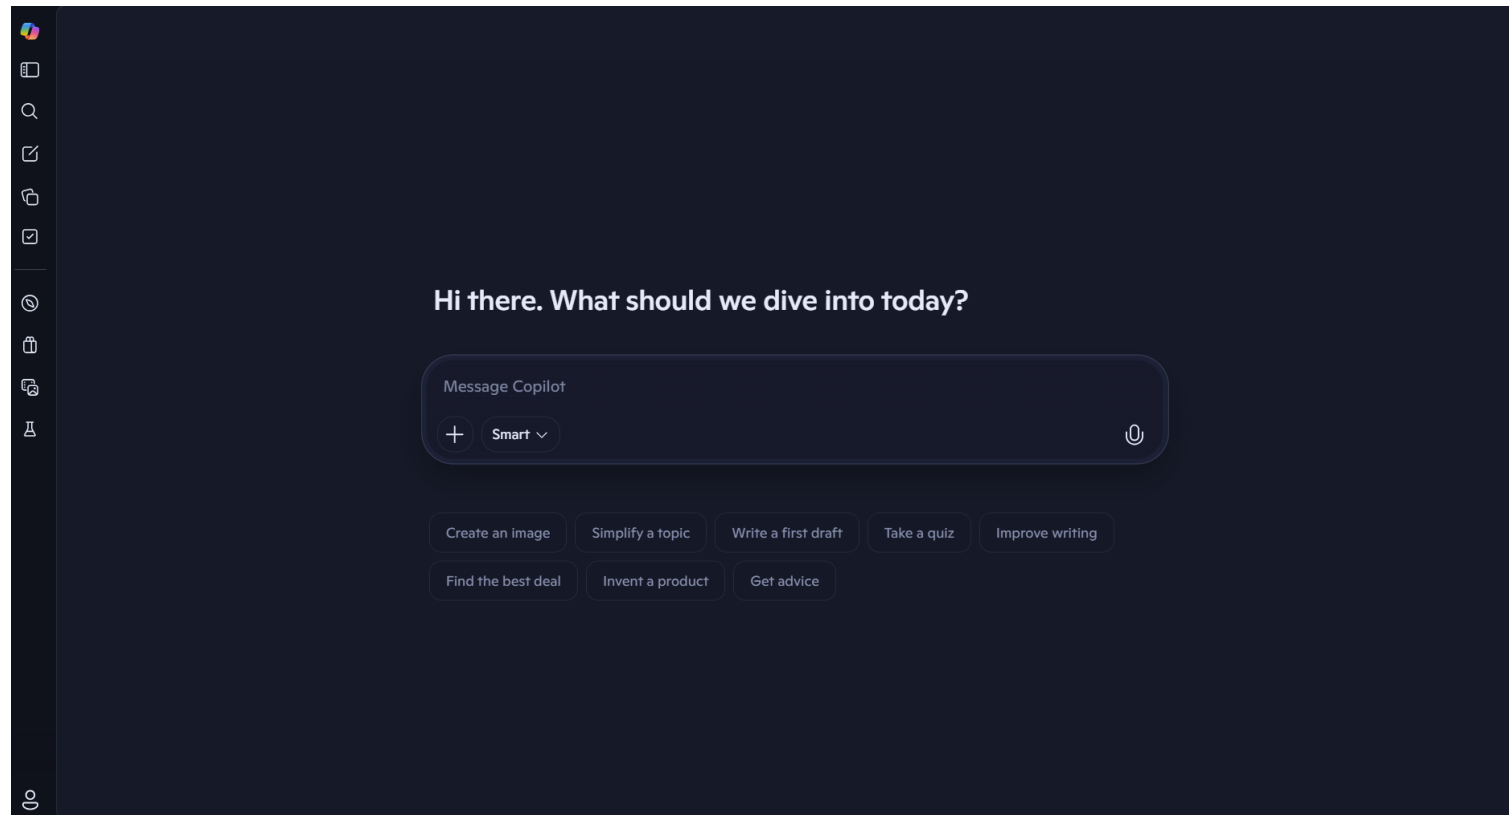 Hi there. What should we dive into today?
Message Copilot
Smart
Create an image Simplify a topic Write a first draft Take a quiz Improve writing
Find the best deal Invent a product Get advice